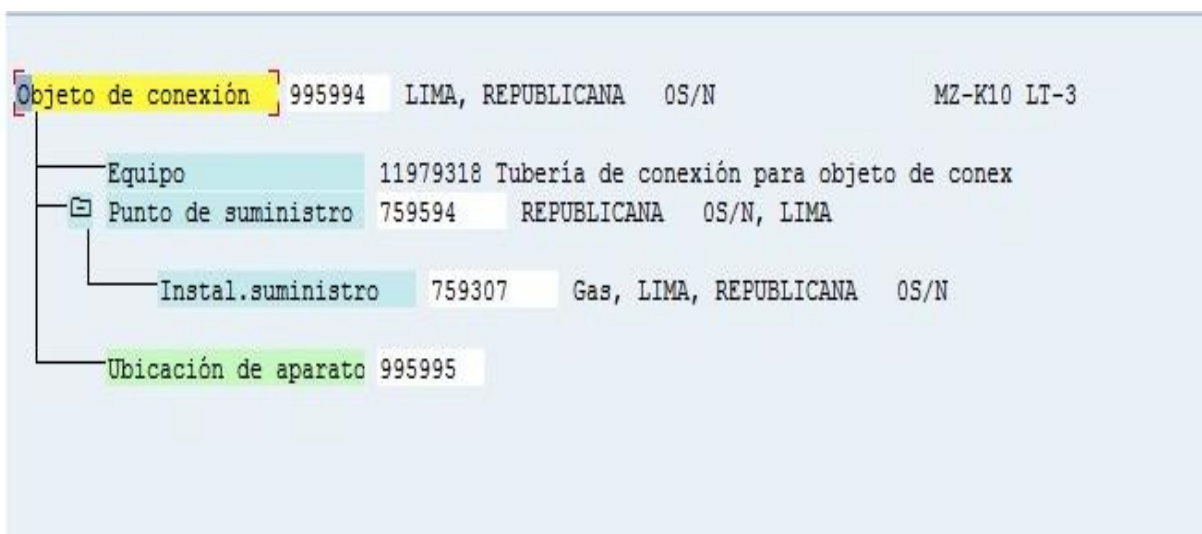 Objeto de conexión 995994 LIMA, REPUBLICANA 0S/N MZ-K10 LT-3
Equipo 11979318 Tubería de conexión para objeto de conex
Punto de suministro 759594 REPUBLICANA 0S/N, LIMA
Instal.suministro 759307 Gas, LIMA, REPUBLICANA 0S/N
Ubicación de aparato 995995